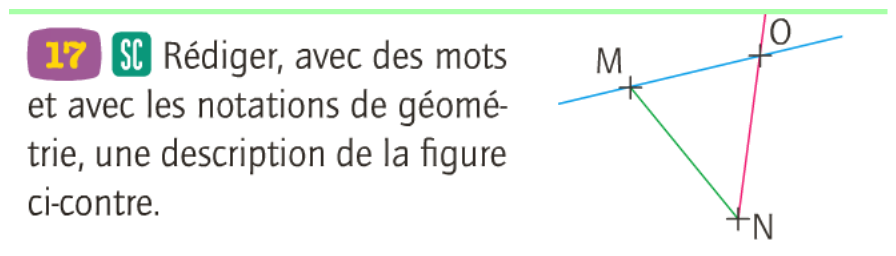 17 SC Rédiger, avec des mots
et avec les notations de géomé-
trie, une description de la figure
ci-contre.
M
O
N